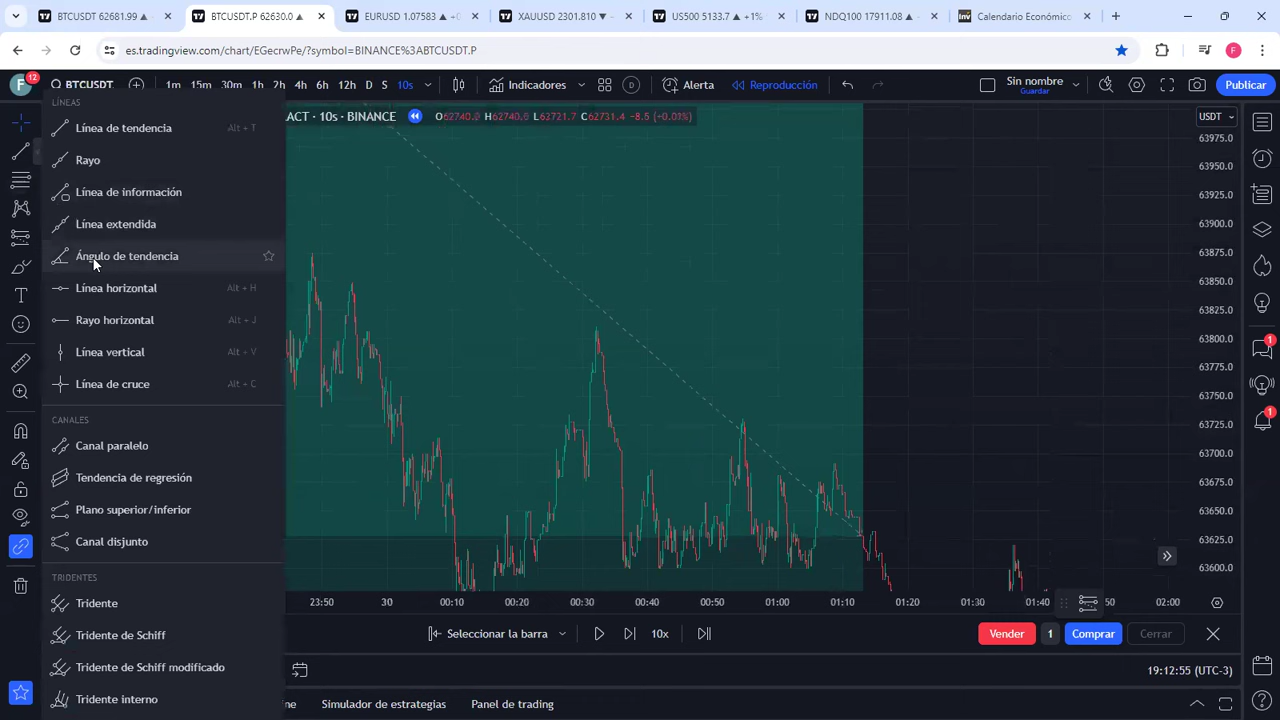 BTCUSDT 62681.99 ▲
BTCUSDT.P 62630.0 ▲
EURUSD 1.07583 ▲ +0
XAUUSD 2301.810 ▼
US500 5133.7 ▲ +1%
NDQ100 17911.08 ▲
Calendario Económico
es.tradingview.com/chart/EGecrwPe/?symbol=BINANCE%3ABTCUSDT.P
F
F
12
BTCUSDT
1m 15m 30m 1h 2h 4h 6h 12h D S 10s
Indicadores
D
Alerta
Reproducción
Sin nombre
Guardar
Publicar
ACT · 10s · BINANCE
O62740.0 H62740.0 L62721.7 C62731.4 -8.5 (+0.01%)
USDT
LÍNEAS
Línea de tendencia Alt + T
Rayo
Línea de información
Línea extendida
Ángulo de tendencia
Línea horizontal Alt + H
Rayo horizontal Alt + J
Línea vertical Alt + V
Línea de cruce Alt + C
CANALES
Canal paralelo
Tendencia de regresión
Plano superior/inferior
Canal disjunto
TRIDENTES
Tridente
Tridente de Schiff
Tridente de Schiff modificado
Tridente interno
63975.0
63950.0
63925.0
63900.0
63875.0
63850.0
63825.0
63800.0
63775.0
63750.0
63725.0
63700.0
63675.0
63650.0
63625.0
63600.0
1
1
23:50 30 00:10 00:20 00:30 00:40 00:50 01:00 01:10 01:20 01:30 01:40 50 02:00
Seleccionar la barra
10x
Vender
1
Comprar
Cerrar
19:12:55 (UTC-3)
ne
Simulador de estrategias
Panel de trading